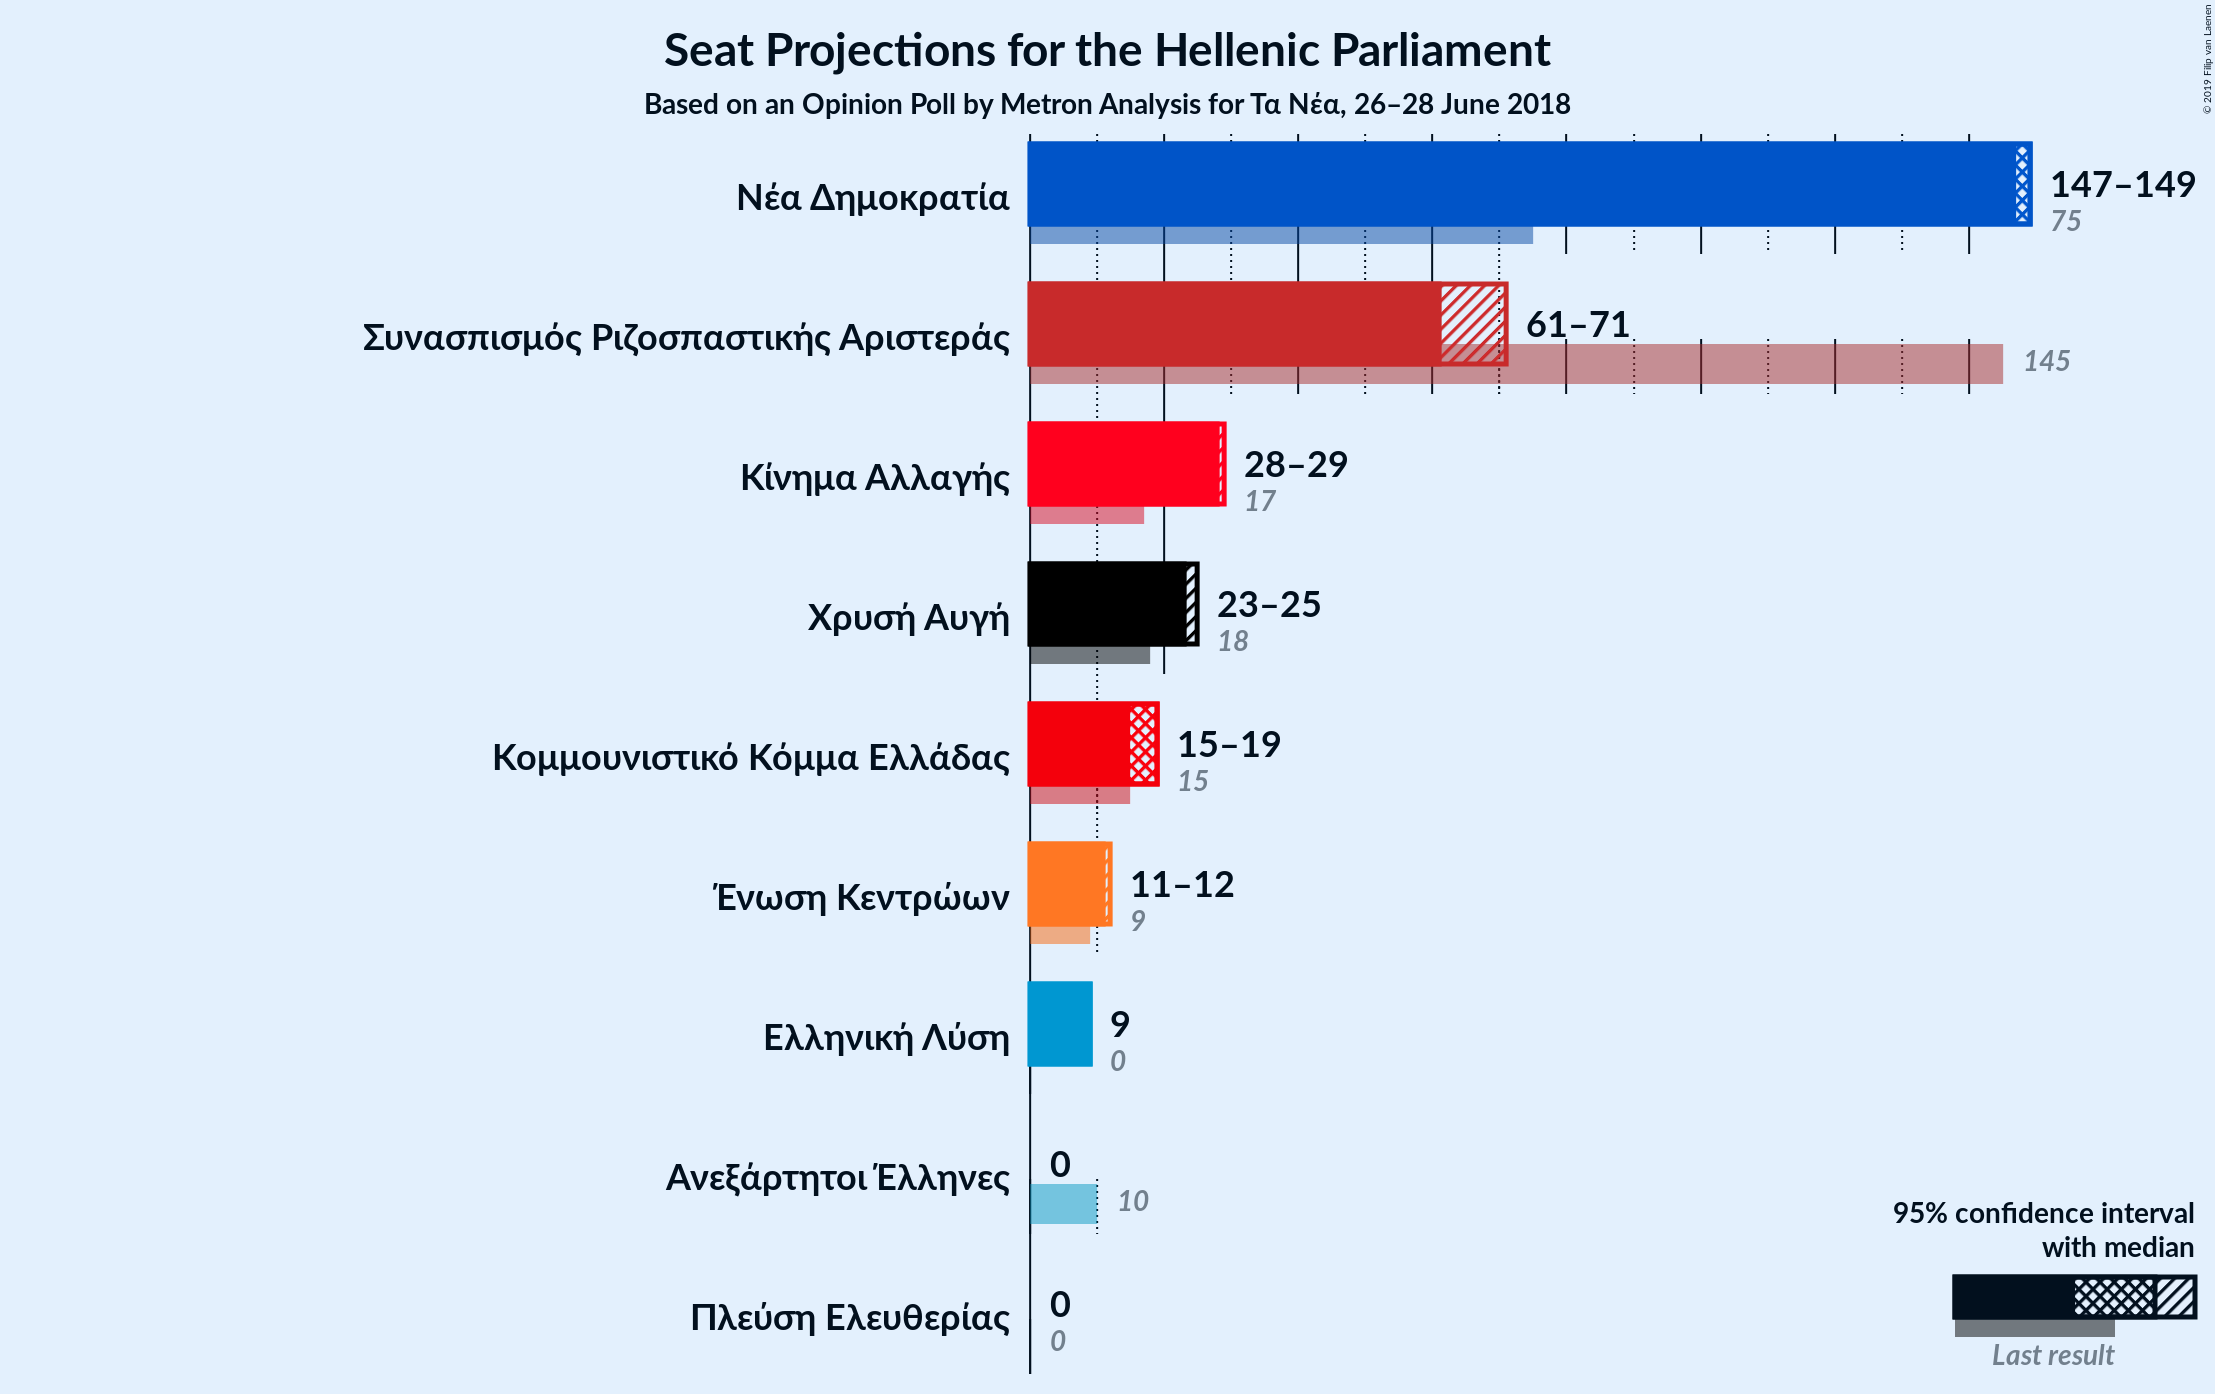 Seat Projections for the Hellenic Parliament
Based on an Opinion Poll by Metron Analysis for Τα Νέα, 26–28 June 2018
© 2019 Filip van Laenen
Νέα Δημοκρατία
147–149
75
Συνασπισμός Ριζοσπαστικής Αριστεράς
61–71
145
Κίνημα Αλλαγής
28–29
17
Χρυσή Αυγή
23–25
18
Κομμουνιστικό Κόμμα Ελλάδας
15–19
15
Ένωση Κεντρώων
11–12
9
Ελληνική Λύση
9
0
Ανεξάρτητοι Έλληνες
0
10
Πλεύση Ελευθερίας
0
0
95% confidence interval
with median
Last result